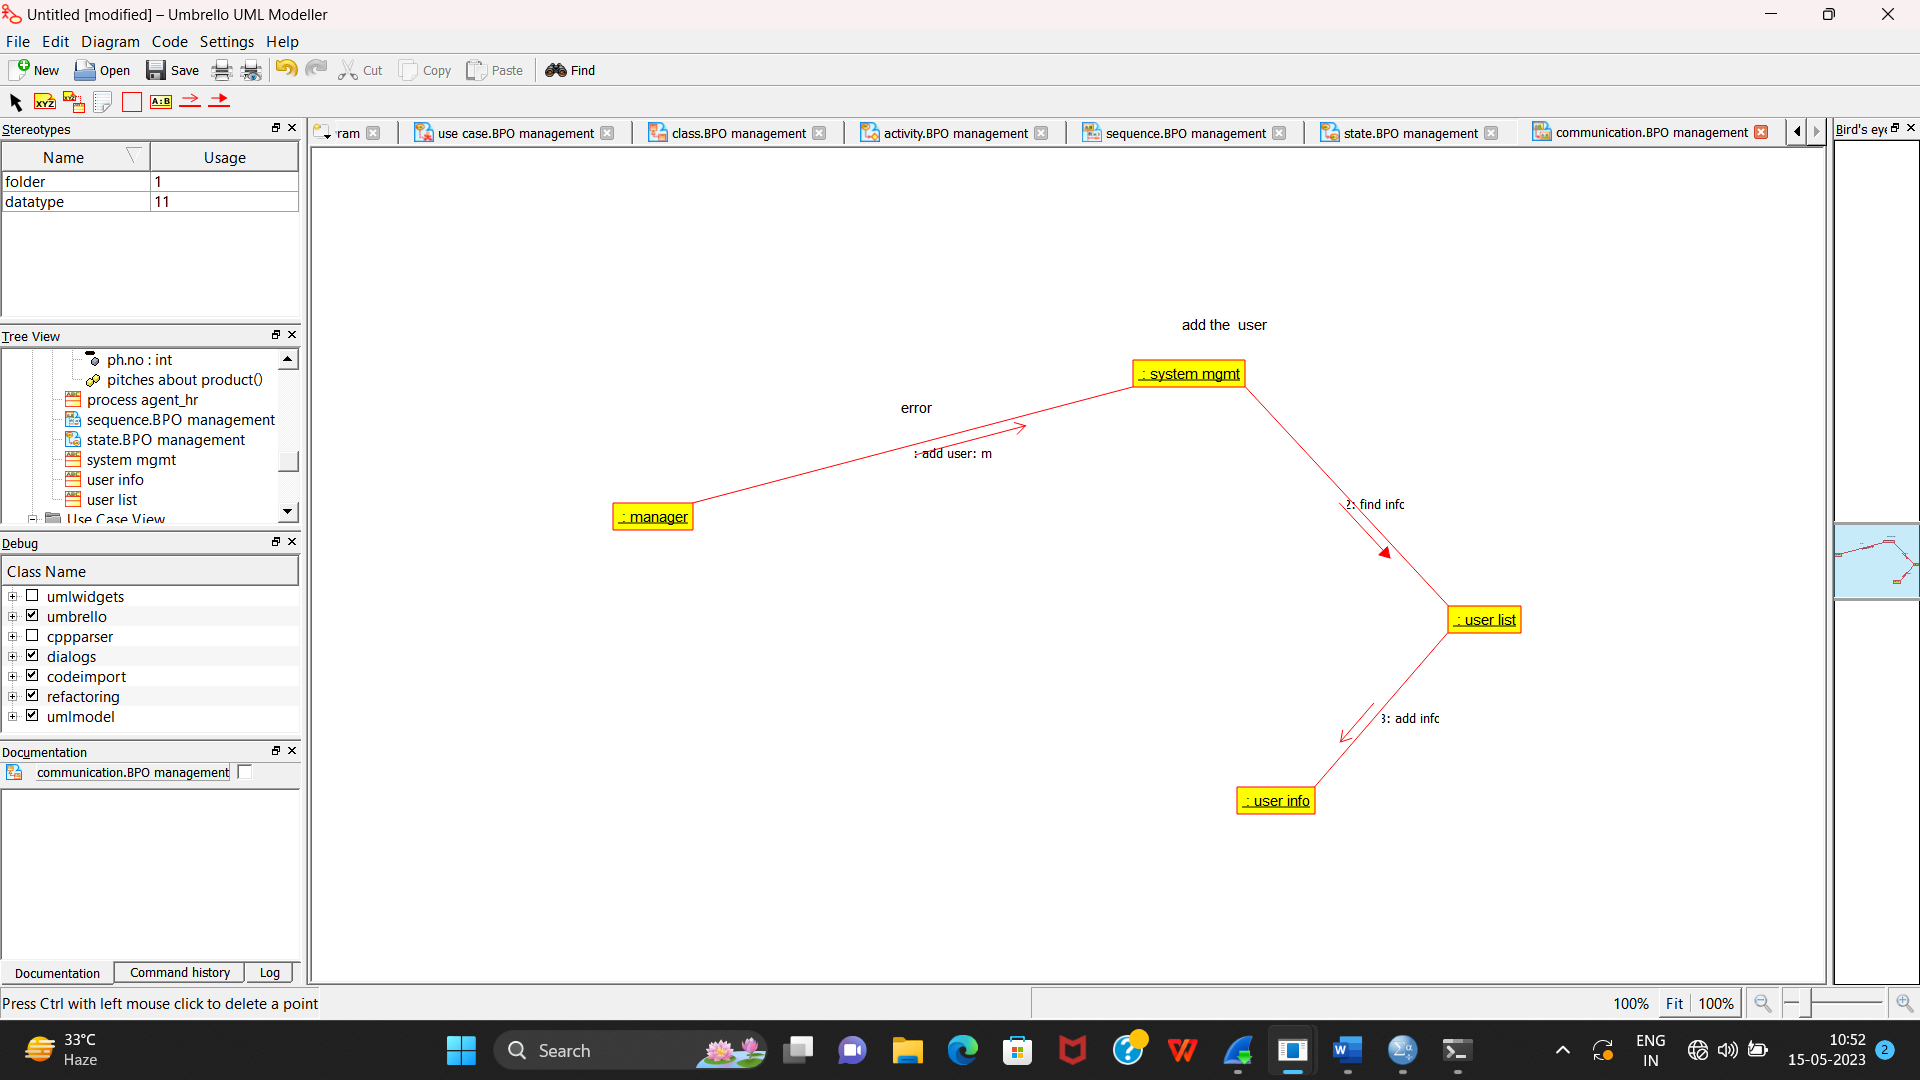 Untitled [modified] – Umbrello UML Modeller
File Edit Diagram Code Settings Help
New Open Save Cut Copy Paste Find
XYZ XYZ A:B
Stereotypes
Name Usage
folder 1
datatype 11
Tree View
ph.no : int
pitches about product()
process agent_hr
sequence.BPO management
state.BPO management
system mgmt
user info
user list
Use Case View
Debug
Class Name
umlwidgets
umbrello
cppparser
dialogs
codeimport
refactoring
umlmodel
Documentation
communication.BPO management
Documentation Command history Log
Press Ctrl with left mouse click to delete a point
ram use case.BPO management class.BPO management activity.BPO management sequence.BPO management state.BPO management communication.BPO management
Bird's eye
add the  user
: system mgmt
error
: add user: m
: manager
2: find info
: user list
3: add info
: user info
100% Fit 100%
33°C
Haze
Search
ENG
IN
10:52
15-05-2023
2